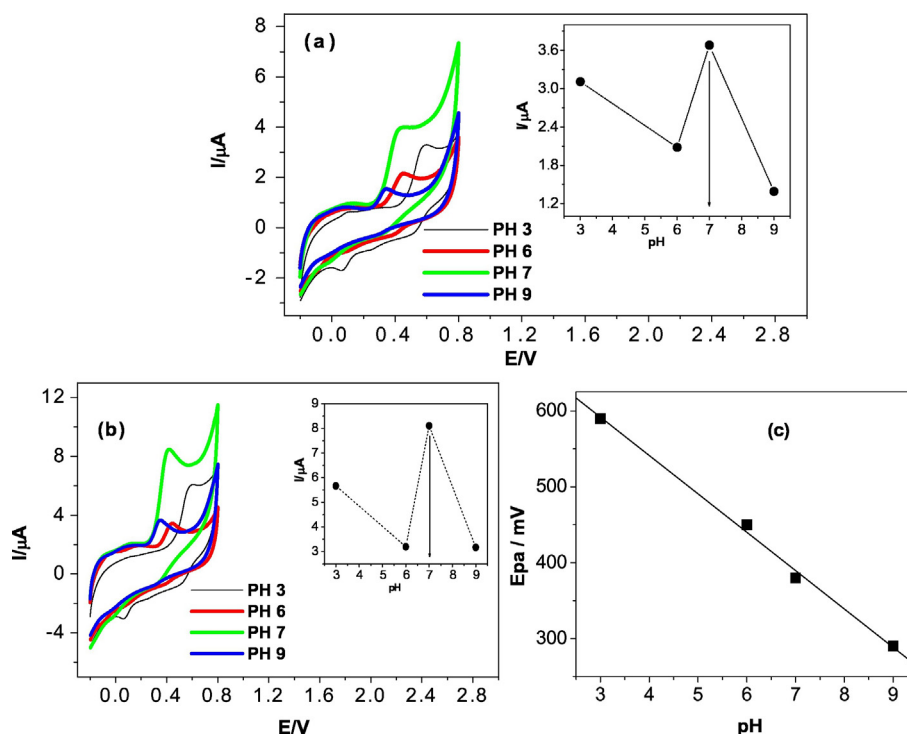 (a)
I/µA
8
6
4
2
0
-2
0.0 0.4 0.8 1.2 1.6 2.0 2.4 2.8
E/V
PH 3
PH 6
PH 7
PH 9
I/µA
3.6
3.0
2.4
1.8
1.2
3 4 5 6 7 8 9
pH
(b)
I/µA
12
8
4
0
-4
0.0 0.4 0.8 1.2 1.6 2.0 2.4 2.8
E/V
PH 3
PH 6
PH 7
PH 9
I/µA
9
8
7
6
5
4
3
3 4 5 6 7 8 9
pH
(c)
Epa / mV
600
500
400
300
3 4 5 6 7 8 9
pH